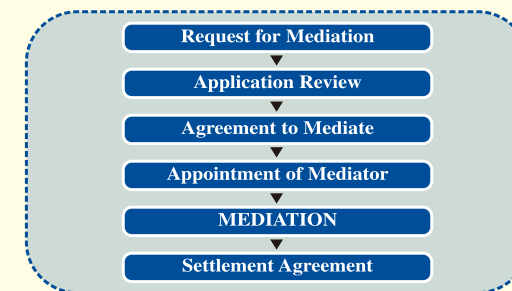 Request for Mediation
Application Review
Agreement to Mediate
Appointment of Mediator
MEDIATION
Settlement Agreement